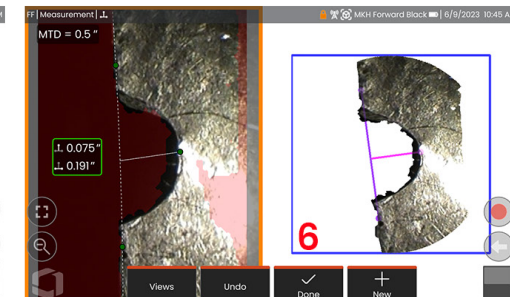 FF | Measurement |
MKH Forward Black | 6/9/2023 10:45 A
MTD = 0.5 "
0.075"
0.191"
6
Views
Undo
Done
New